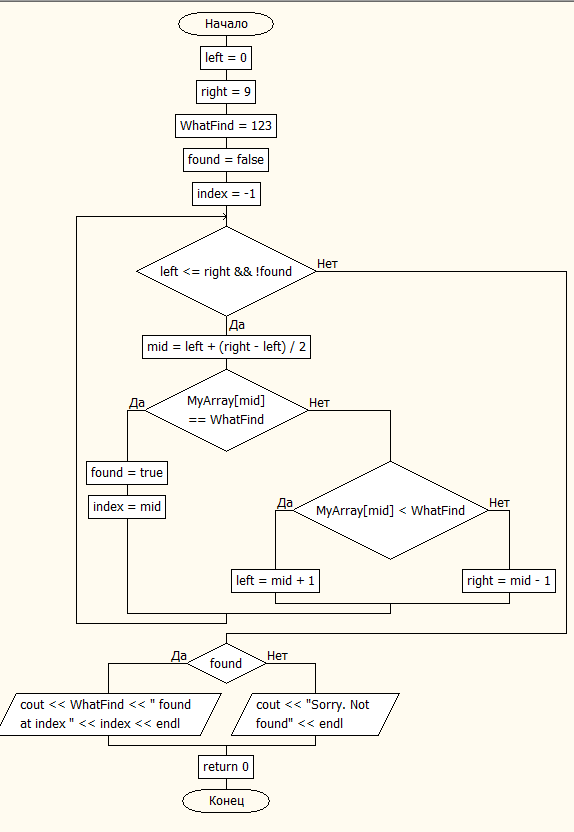 Начало
left = 0
right = 9
WhatFind = 123
found = false
index = -1
left <= right && !found
Нет
Да
mid = left + (right - left) / 2
MyArray[mid]
== WhatFind
Да
Нет
found = true
index = mid
MyArray[mid] < WhatFind
Да
Нет
left = mid + 1
right = mid - 1
found
Да
Нет
cout << WhatFind << " found
at index " << index << endl
cout << "Sorry. Not
found" << endl
return 0
Конец